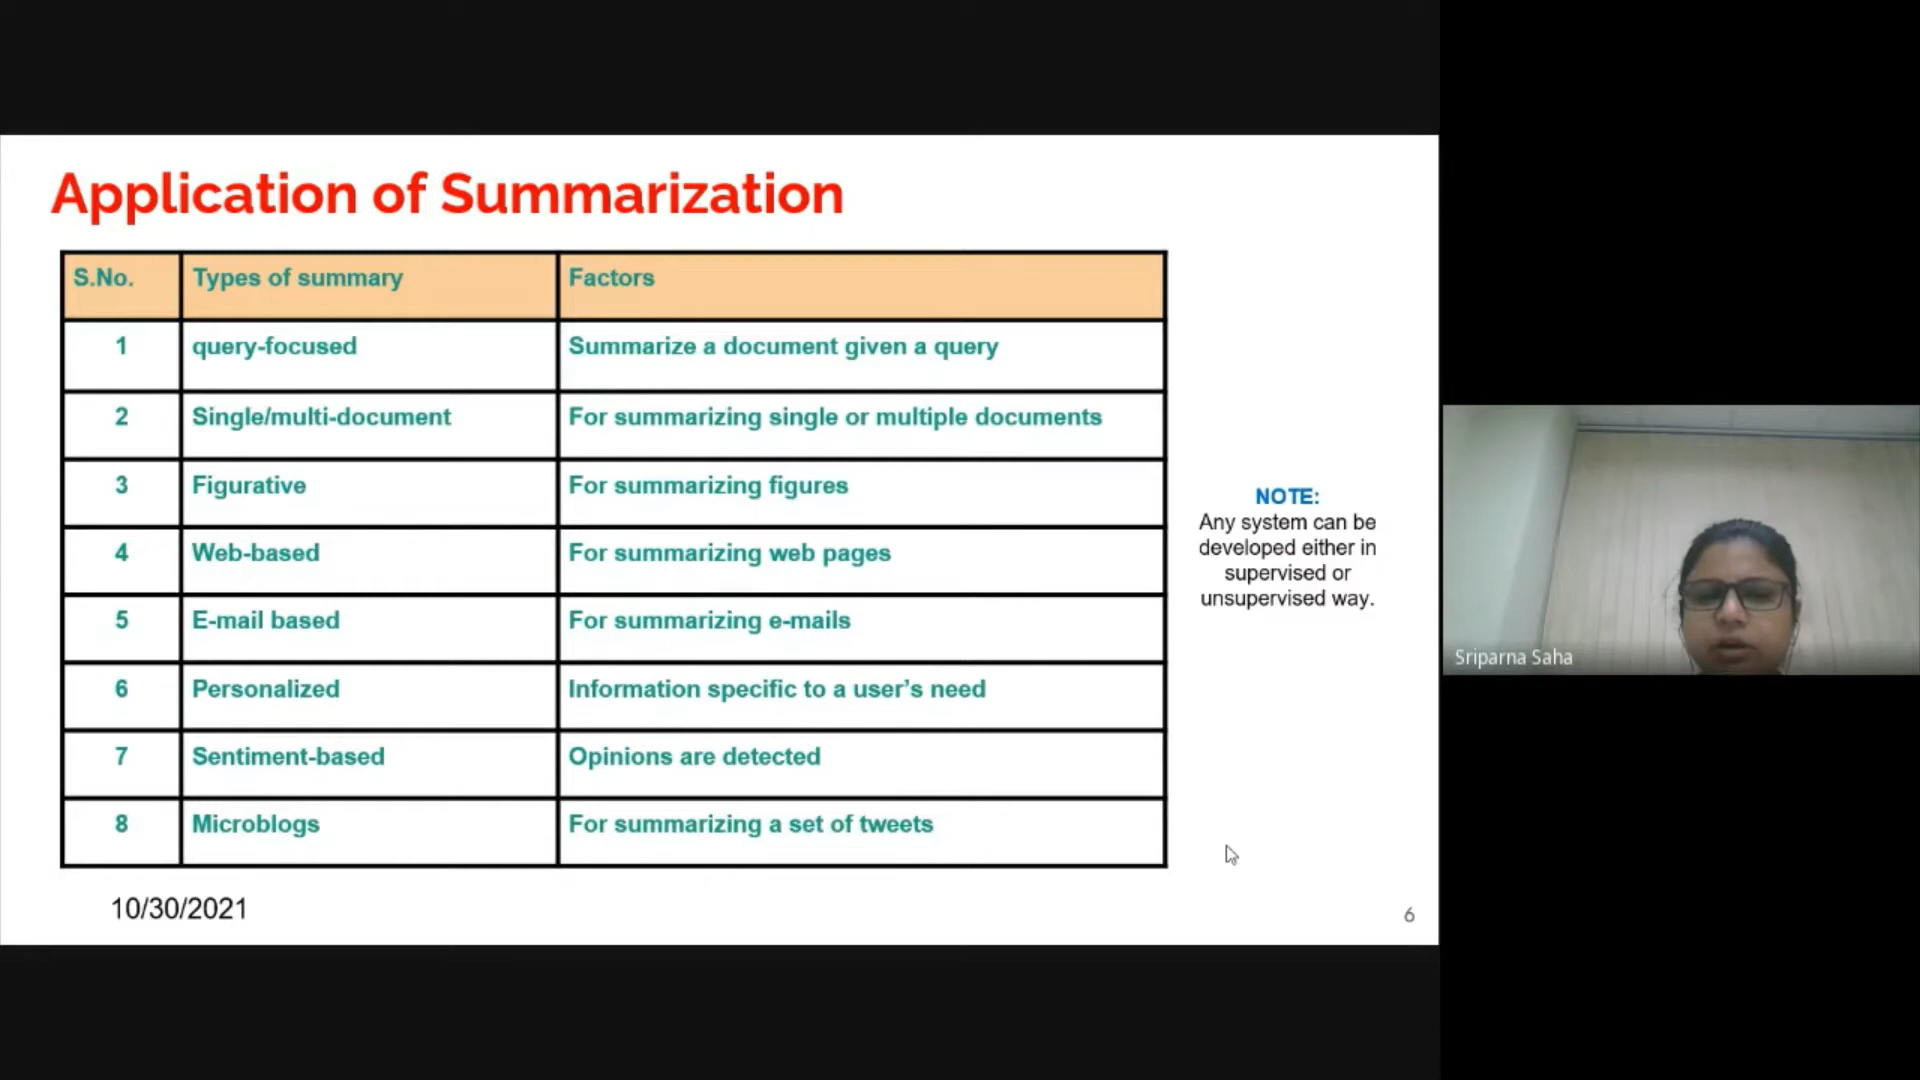 Application of Summarization
S.No. Types of summary Factors
1 query-focused Summarize a document given a query
2 Single/multi-document For summarizing single or multiple documents
3 Figurative For summarizing figures
4 Web-based For summarizing web pages
5 E-mail based For summarizing e-mails
6 Personalized Information specific to a user’s need
7 Sentiment-based Opinions are detected
8 Microblogs For summarizing a set of tweets
NOTE:
Any system can be
developed either in
supervised or
unsupervised way.
10/30/2021
6
Sriparna Saha